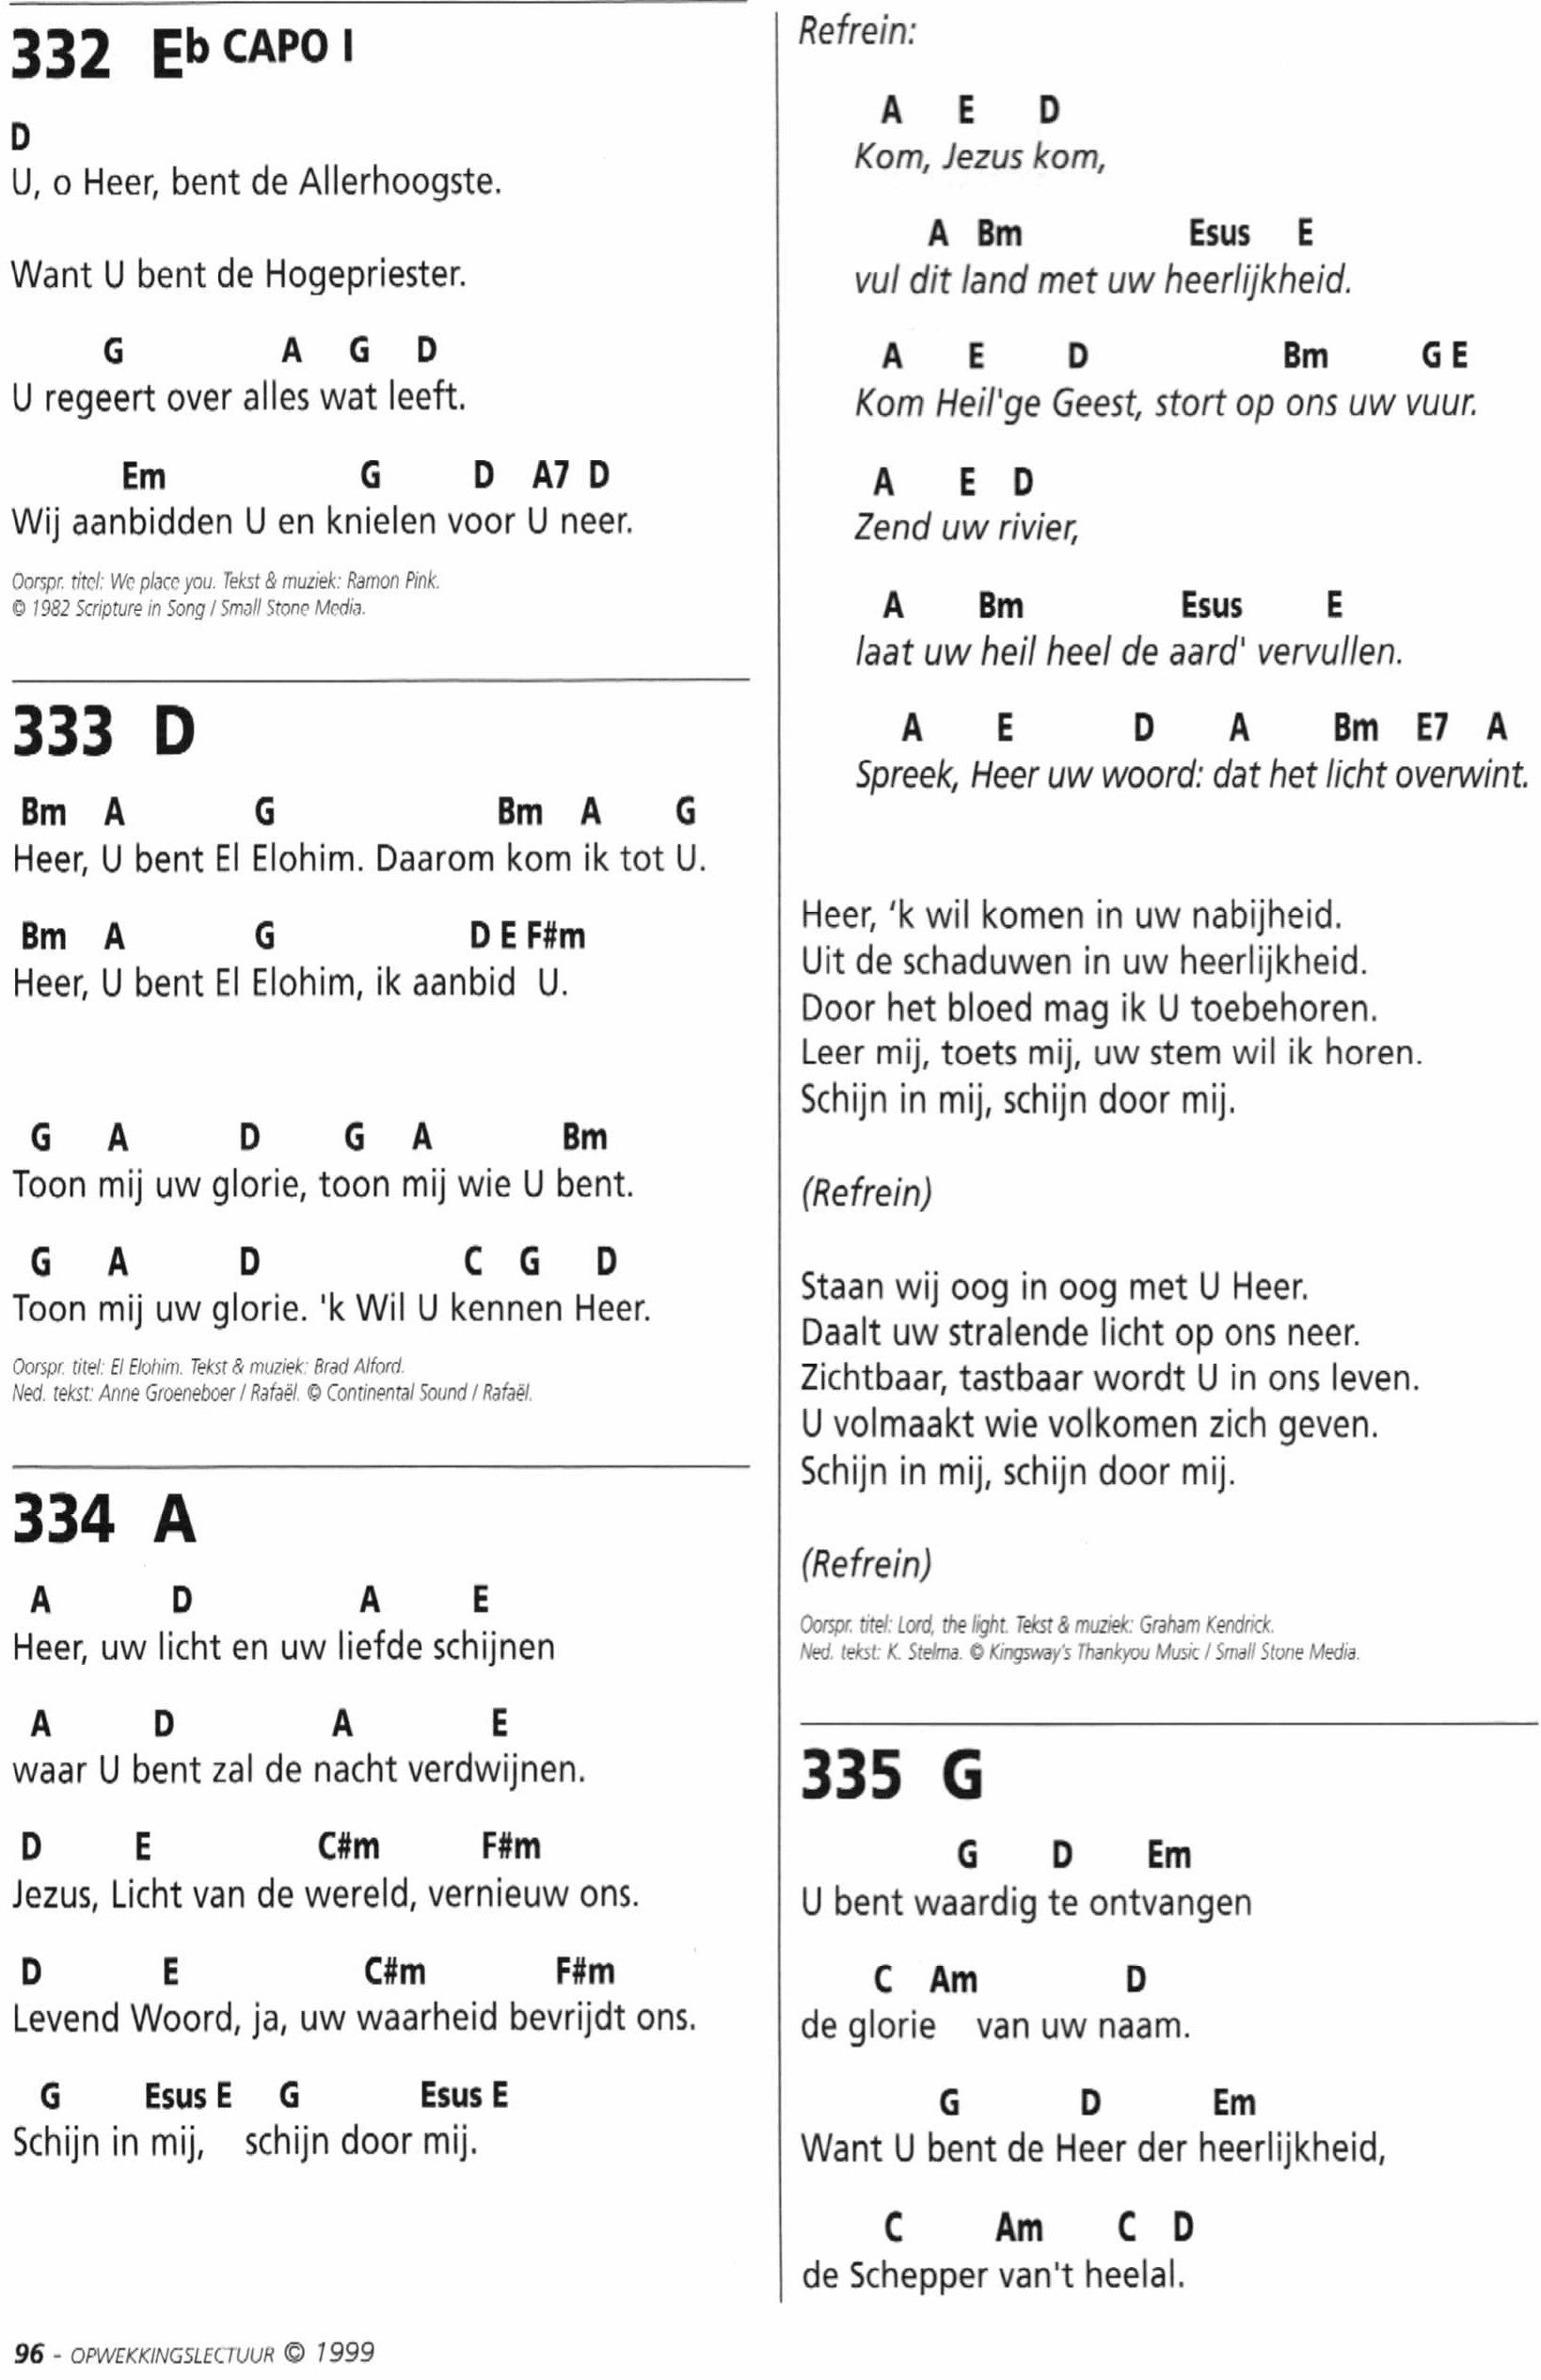 332 Eb CAPO I
D
U, o Heer, bent de Allerhoogste.
Want U bent de Hogepriester.
G A G D
U regeert over alles wat leeft.
Em G D A7 D
Wij aanbidden U en knielen voor U neer.
Oorspr. titel: We place you. Tekst & muziek: Ramon Pink.
© 1982 Scripture in Song / Small Stone Media.
333 D
Bm A G Bm A G
Heer, U bent El Elohim. Daarom kom ik tot U.
Bm A G D E F#m
Heer, U bent El Elohim, ik aanbid U.
G A D G A Bm
Toon mij uw glorie, toon mij wie U bent.
G A D C G D
Toon mij uw glorie. 'k Wil U kennen Heer.
Oorspr. titel: El Elohim. Tekst & muziek: Brad Alford.
Ned. tekst: Anne Groeneboer / Rafaël. © Continental Sound / Rafaël.
334 A
A D A E
Heer, uw licht en uw liefde schijnen
A D A E
waar U bent zal de nacht verdwijnen.
D E C#m F#m
Jezus, Licht van de wereld, vernieuw ons.
D E C#m F#m
Levend Woord, ja, uw waarheid bevrijdt ons.
G Esus E G Esus E
Schijn in mij, schijn door mij.
Refrein:
A E D
Kom, Jezus kom,
A Bm Esus E
vul dit land met uw heerlijkheid.
A E D Bm G E
Kom Heil'ge Geest, stort op ons uw vuur.
A E D
Zend uw rivier,
A Bm Esus E
laat uw heil heel de aard' vervullen.
A E D A Bm E7 A
Spreek, Heer uw woord: dat het licht overwint.
Heer, ‘k wil komen in uw nabijheid.
Uit de schaduwen in uw heerlijkheid.
Door het bloed mag ik U toebehoren.
Leer mij, toets mij, uw stem wil ik horen.
Schijn in mij, schijn door mij.
(Refrein)
Staan wij oog in oog met U Heer.
Daalt uw stralende licht op ons neer.
Zichtbaar, tastbaar wordt U in ons leven.
U volmaakt wie volkomen zich geven.
Schijn in mij, schijn door mij.
(Refrein)
Oorspr. titel: Lord, the light. Tekst & muziek: Graham Kendrick.
Ned. tekst: K. Stelma. © Kingsway's Thankyou Music / Small Stone Media.
335 G
G D Em
U bent waardig te ontvangen
C Am D
de glorie van uw naam.
G D Em
Want U bent de Heer der heerlijkheid,
C Am C D
de Schepper van't heelal.
96 - OPWEKKINGSLECTUUR © 1999